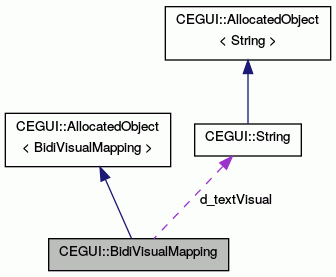 CEGUI::AllocatedObject
< String >
CEGUI::AllocatedObject
< BidiVisualMapping >
CEGUI::String
d_textVisual
CEGUI::BidiVisualMapping